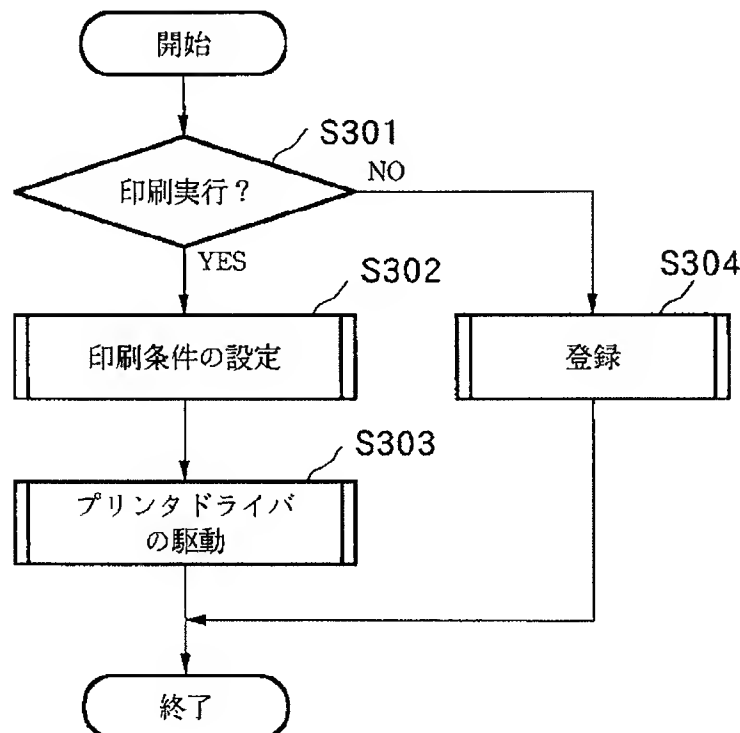 開始
S301
印刷実行？
NO
YES
S302
S304
印刷条件の設定
登録
S303
プリンタドライバ
の駆動
終了